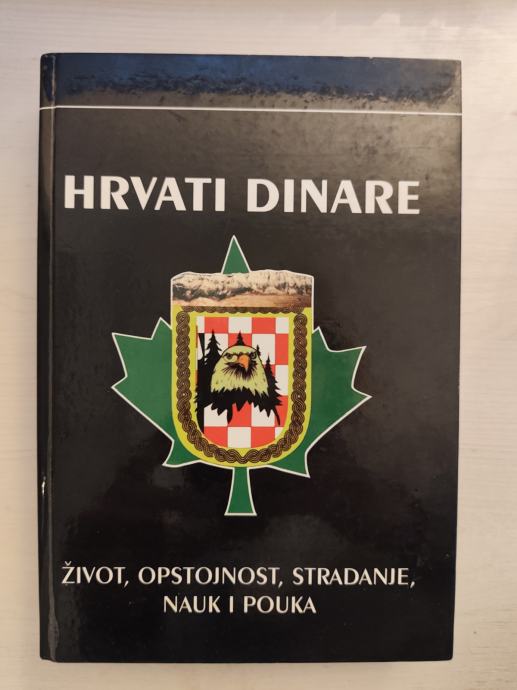 HRVATI DINARE
ŽIVOT, OPSTOJNOST, STRADANJE,
NAUK I POUKA